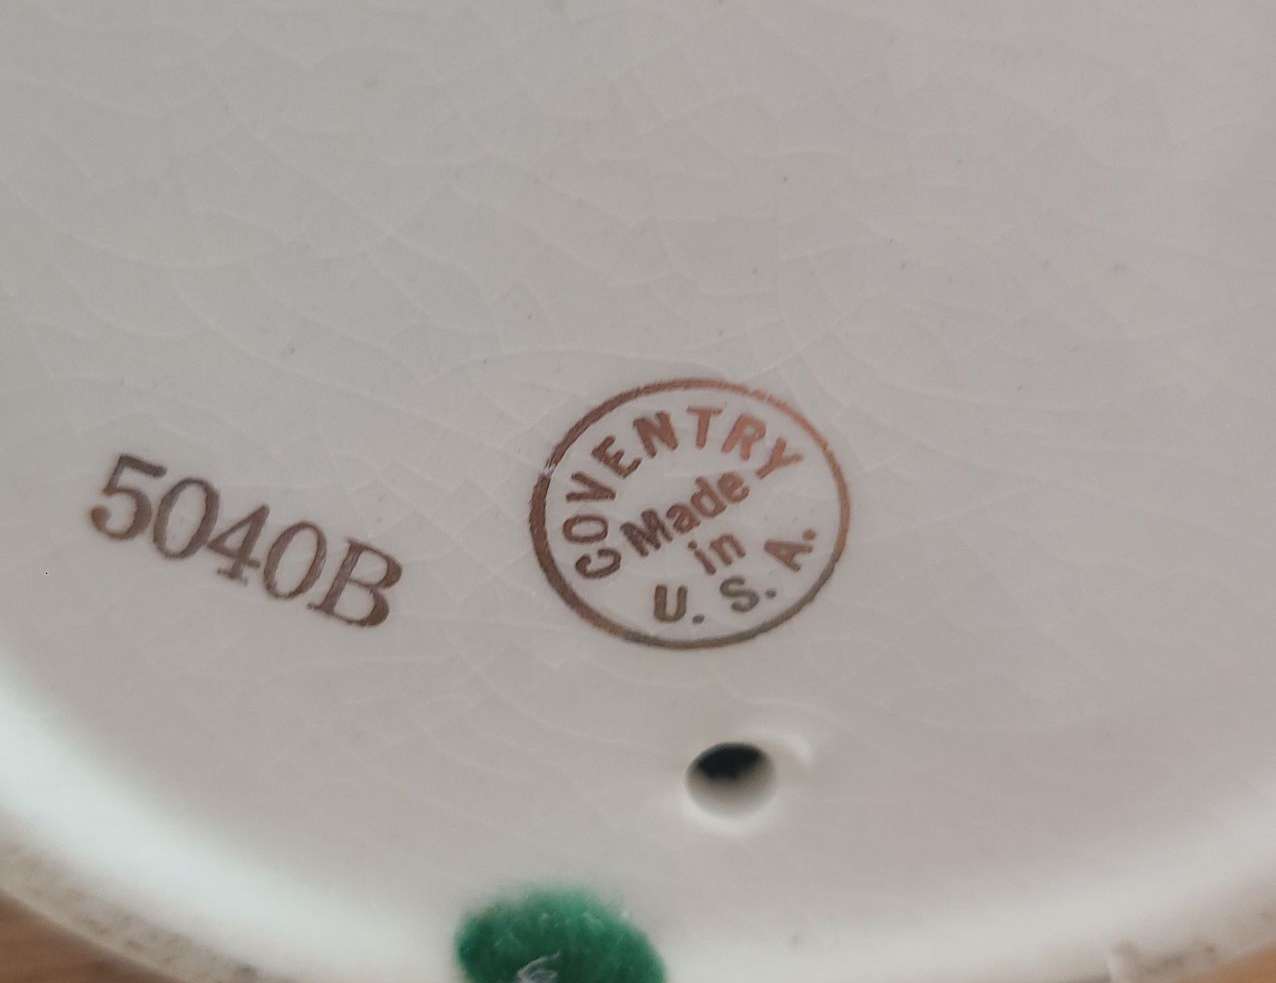 5040B
COVENTRY
Made
in
U. S. A.